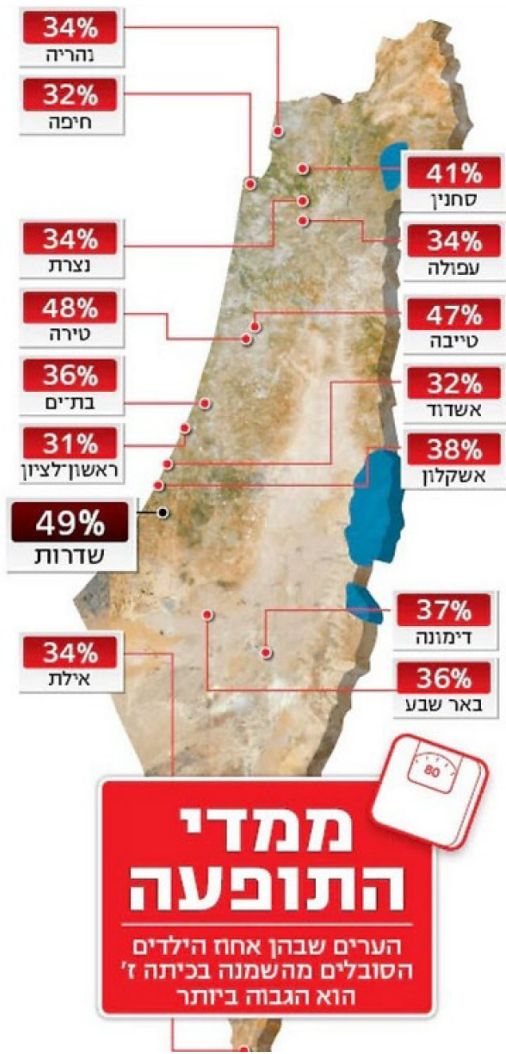 34%
נהריה
32%
חיפה
41%
סחנין
34%
נצרת
34%
עפולה
48%
טירה
47%
טייבה
36%
בת־ים
32%
אשדוד
31%
ראשון־לציון
38%
אשקלון
49%
שדרות
37%
דימונה
34%
אילת
36%
באר שבע
80
ממדי
התופעה
הערים שבהן אחוז הילדים
הסובלים מהשמנה בכיתה ז'
הוא הגבוה ביותר